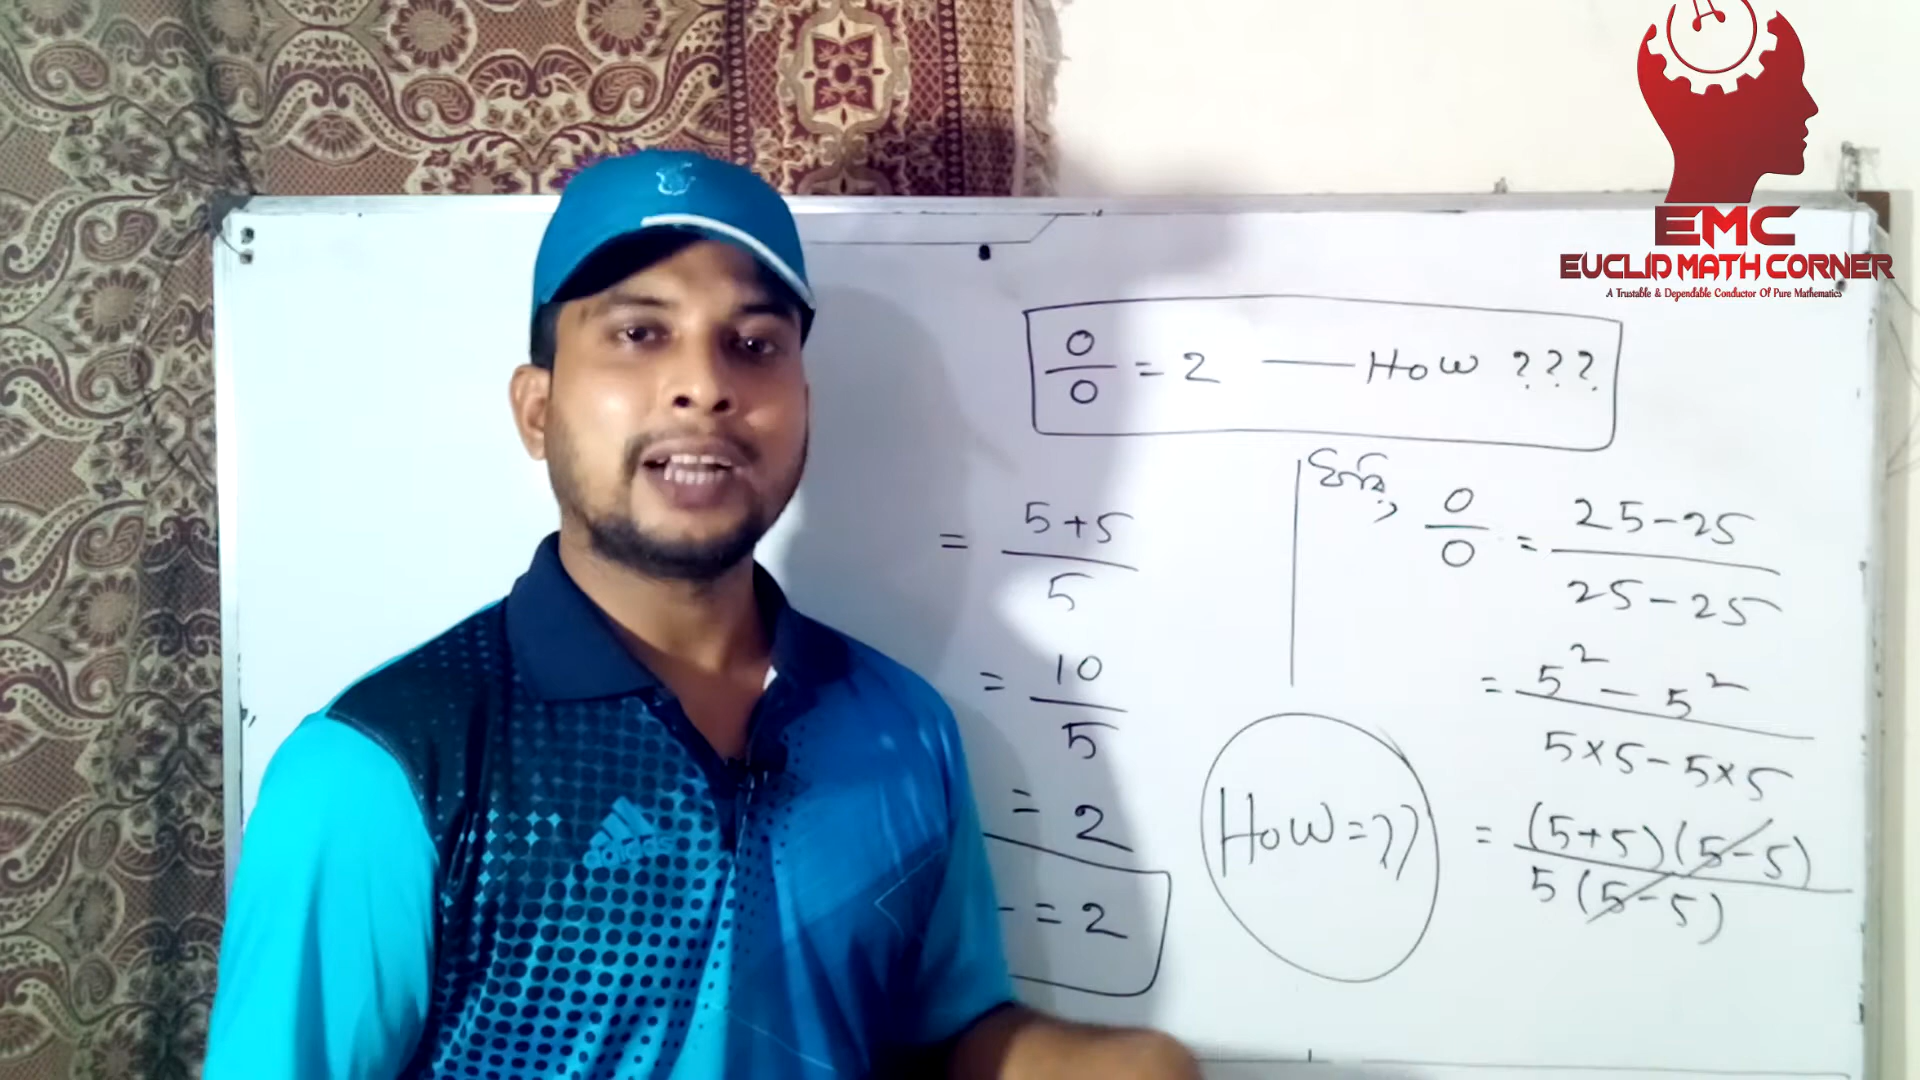 EMC
EUCLID MATH CORNER
A Trustable & Dependable Conductor Of Pure Mathematics
0/0 = 2 — HOW ???
= 5+5/5
= 10/5
= 2
- = 2
0/0 = 25-25/25-25
= 5² - 5²/5×5-5×5
= (5+5)(5-5)/5(5-5)
HOW=??
adidas